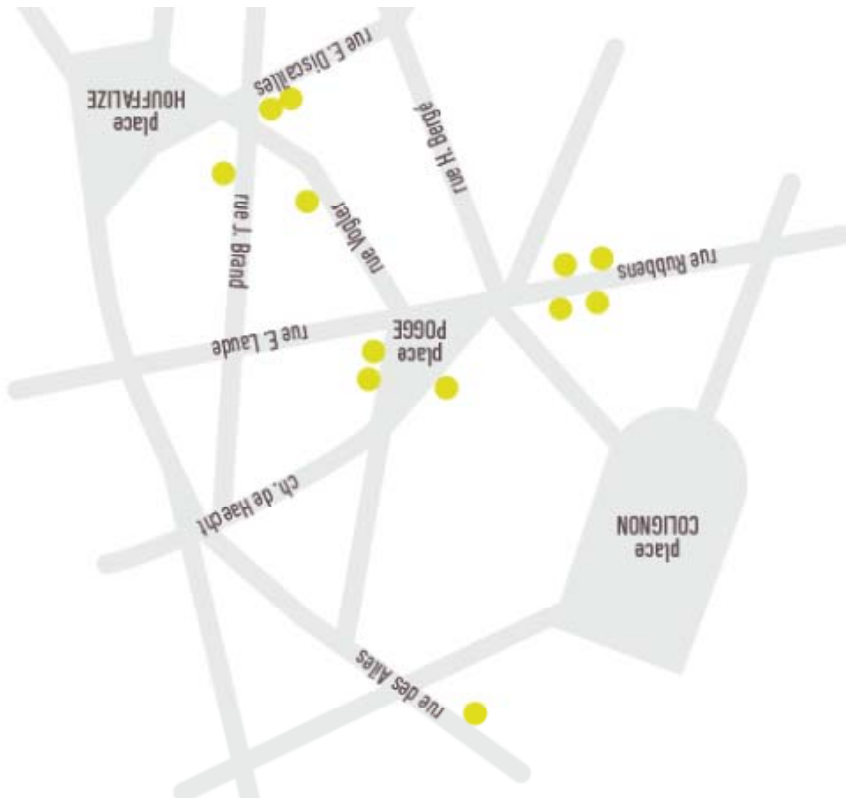 rue des Ailes
place
COLIGNON
ch. de Haecht
place
POGGE
rue E. Laude
rue Rubbens
rue Vogler
rue J. Brand
rue H. Bergé
place
HOUFFALIZE
rue E. Discailles